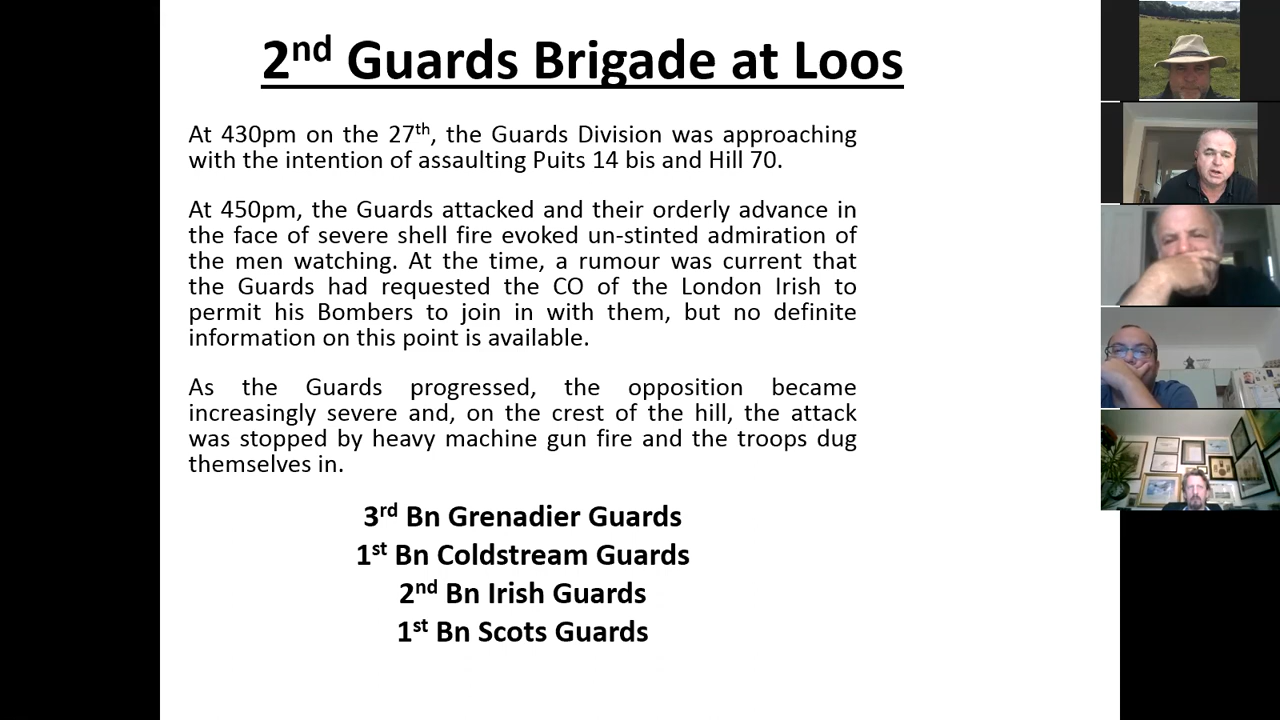 2nd Guards Brigade at Loos
At 430pm on the 27th, the Guards Division was approaching
with the intention of assaulting Puits 14 bis and Hill 70.
At 450pm, the Guards attacked and their orderly advance in
the face of severe shell fire evoked un-stinted admiration of
the men watching. At the time, a rumour was current that
the Guards had requested the CO of the London Irish to
permit his Bombers to join in with them, but no definite
information on this point is available.
As the Guards progressed, the opposition became
increasingly severe and, on the crest of the hill, the attack
was stopped by heavy machine gun fire and the troops dug
themselves in.
3rd Bn Grenadier Guards
1st Bn Coldstream Guards
2nd Bn Irish Guards
1st Bn Scots Guards